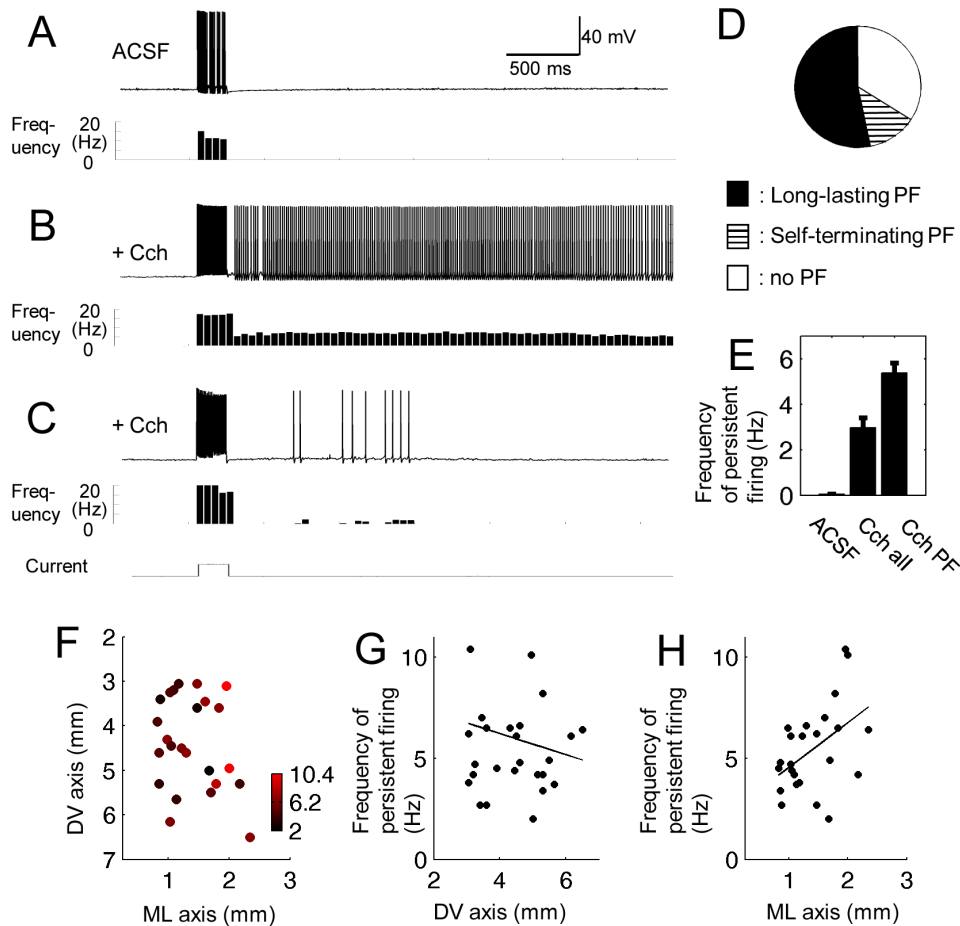 A
ACSF
40 mV
500 ms
Freq-
uency
(Hz)
20
0
B
+ Cch
Frequency
20
(Hz)
0
C
+ Cch
Freq-
uency
20
(Hz)
0
Current
D
: Long-lasting PF
: Self-terminating PF
: no PF
E
Frequency
of persistent
firing (Hz)
6
4
2
0
ACSF
Cch all
Cch PF
F
DV axis (mm)
2
3
4
5
6
7
10.4
6.2
2
1
2
3
ML axis (mm)
G
Frequency of
persistent firing
(Hz)
10
5
0
2
4
6
DV axis (mm)
H
Frequency of
persistent firing
(Hz)
10
5
0
1
2
3
ML axis (mm)